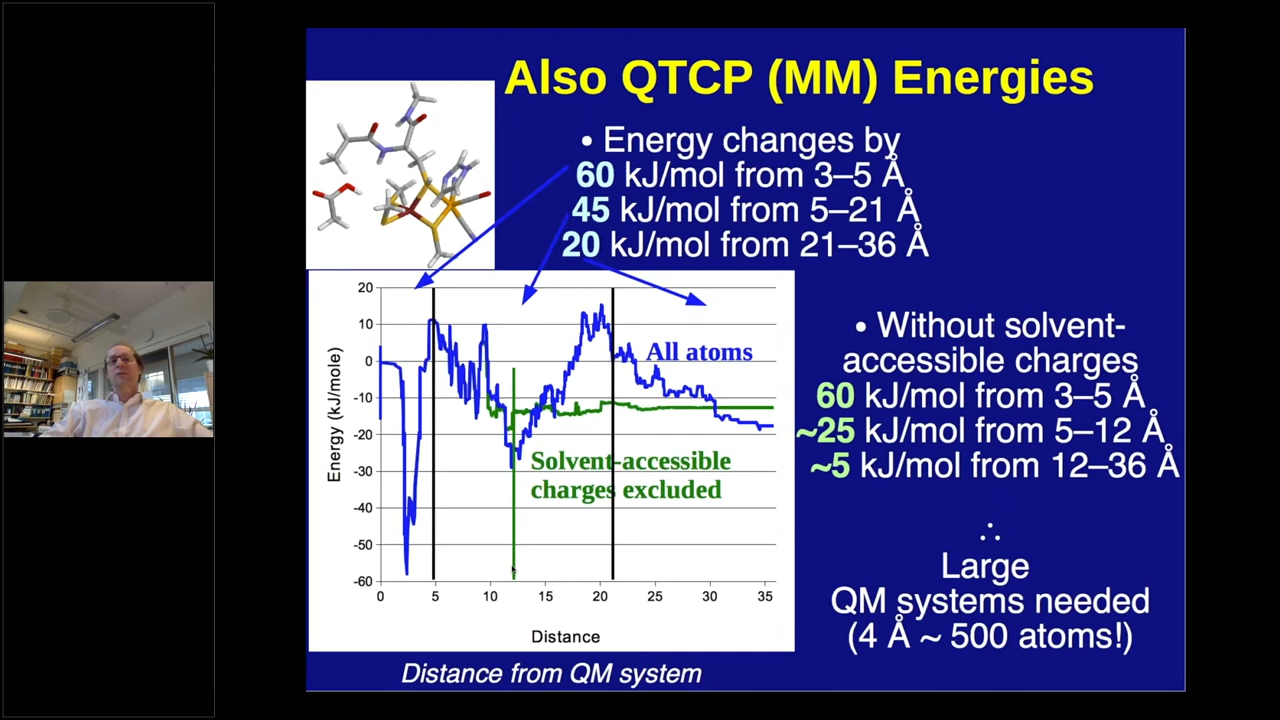 Also QTCP (MM) Energies
• Energy changes by
60 kJ/mol from 3–5 Å
45 kJ/mol from 5–21 Å
20 kJ/mol from 21–36 Å
• Without solvent-
accessible charges
60 kJ/mol from 3–5 Å
~25 kJ/mol from 5–12 Å
~5 kJ/mol from 12–36 Å
∴
Large
QM systems needed
(4 Å ~ 500 atoms!)
Energy (kJ/mole)
20
10
0
-10
-20
-30
-40
-50
-60
All atoms
Solvent-accessible
charges excluded
0 5 10 15 20 25 30 35
Distance
Distance from QM system